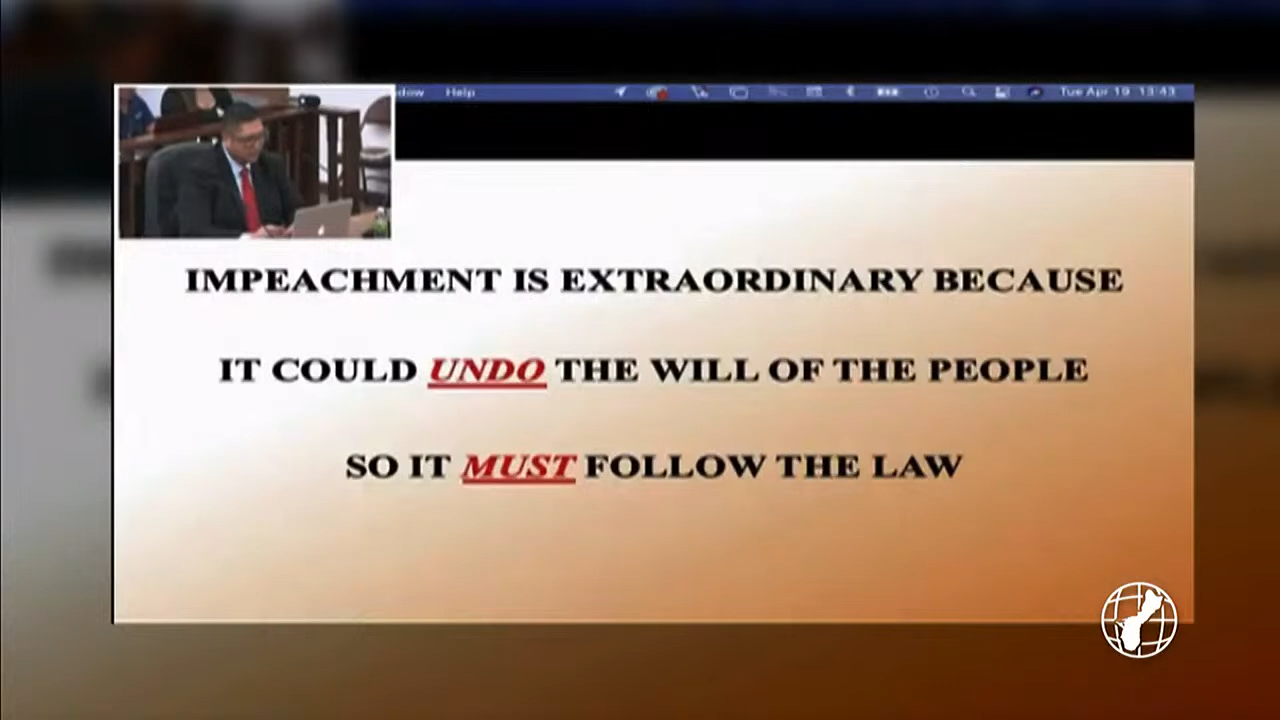 dow Help Tue Apr 19 13:43
IMPEACHMENT IS EXTRAORDINARY BECAUSE
IT COULD UNDO THE WILL OF THE PEOPLE
SO IT MUST FOLLOW THE LAW